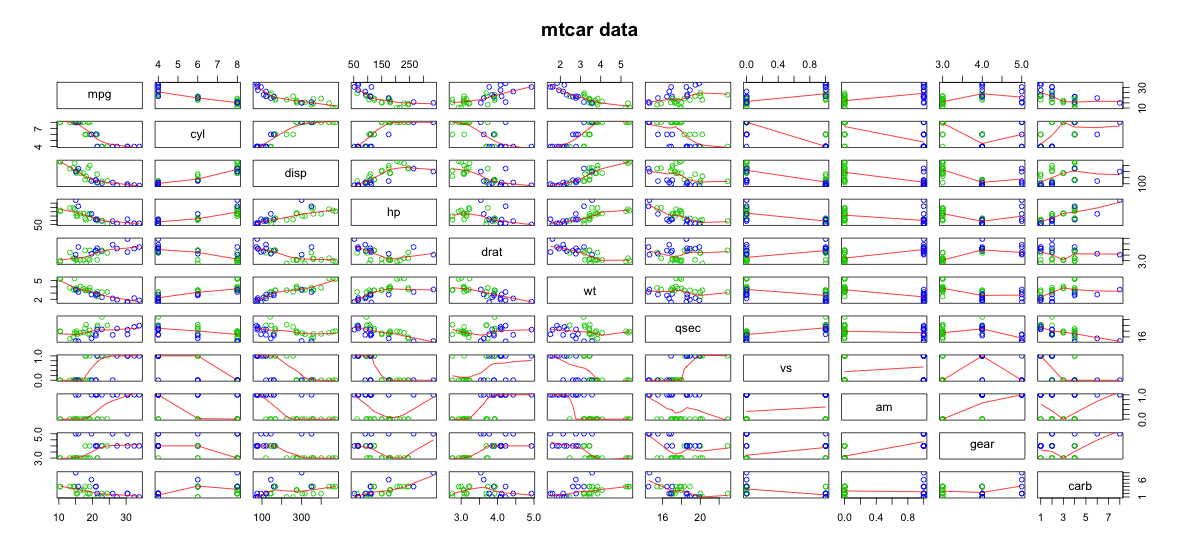 mtcar data
4 5 6 7 8
50 150 250
2 3 4 5
0.0 0.4 0.8
3.0 4.0 5.0
mpg
10 30
4 7
cyl
disp
100
50
hp
drat
3.0
2 5
wt
qsec
16
0.0 1.0
vs
am
0.0 1.0
3.0 5.0
gear
carb
1 6
10 20 30
100 300
3.0 4.0 5.0
16 20
0.0 0.4 0.8
1 3 5 7